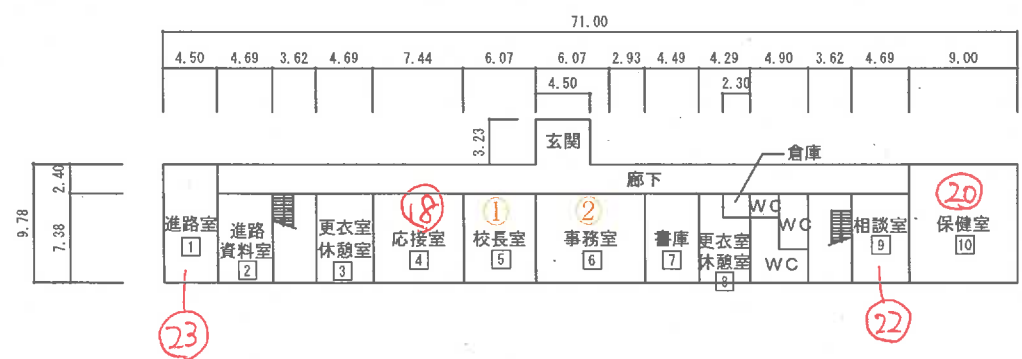 71.00
4.50 4.69 3.62 4.69 7.44 6.07 6.07 2.93 4.49 4.29 4.90 3.62 4.69 9.00
4.50 2.30
3.23
玄関
倉庫
廊下
9.78
2.40
7.38
進路室
1
進路
資料室
2
更衣室
休憩室
3
18
応接室
4
①
校長室
5
②
事務室
6
書庫
7
更衣室
休憩室
8
WC
WC
WC
相談室
9
20
保健室
10
23
22